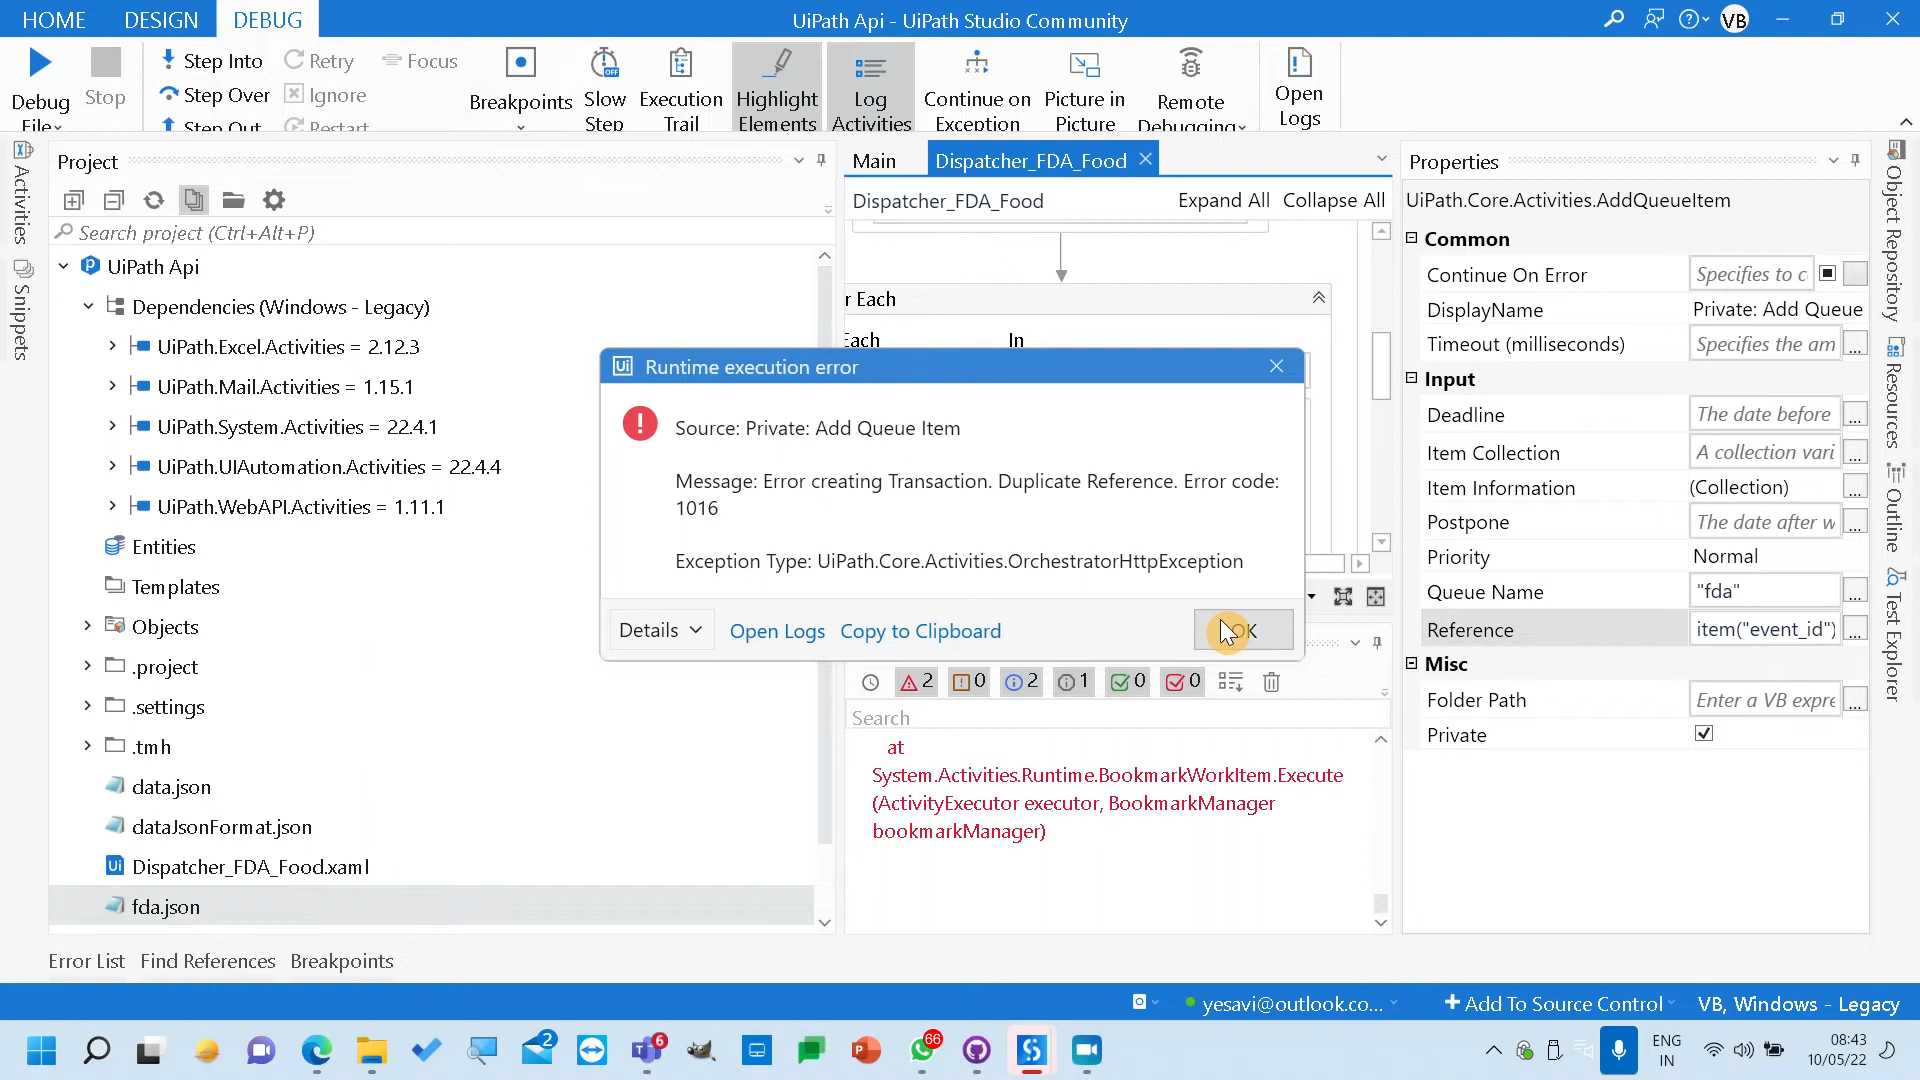 HOME DESIGN DEBUG
UiPath Api - UiPath Studio Community
VB
Debug File
Stop
Step Into
Step Over
Step Out
Retry
Ignore
Restart
Focus
Breakpoints
Slow Step
Execution Trail
Highlight Elements
Log Activities
Continue on Exception
Picture in Picture
Remote Debugging
Open Logs
Activities
Snippets
Project
Search project (Ctrl+Alt+P)
UiPath Api
Dependencies (Windows - Legacy)
UiPath.Excel.Activities = 2.12.3
UiPath.Mail.Activities = 1.15.1
UiPath.System.Activities = 22.4.1
UiPath.UIAutomation.Activities = 22.4.4
UiPath.WebAPI.Activities = 1.11.1
Entities
Templates
Objects
.project
.settings
.tmh
data.json
dataJsonFormat.json
Dispatcher_FDA_Food.xaml
fda.json
Main Dispatcher_FDA_Food
Dispatcher_FDA_Food Expand All Collapse All
r Each
Each In
Ui Runtime execution error
Source: Private: Add Queue Item
Message: Error creating Transaction. Duplicate Reference. Error code:
1016
Exception Type: UiPath.Core.Activities.OrchestratorHttpException
Details Open Logs Copy to Clipboard OK
2 0 2 1 0 0
Search
at
System.Activities.Runtime.BookmarkWorkItem.Execute
(ActivityExecutor executor, BookmarkManager
bookmarkManager)
Properties
UiPath.Core.Activities.AddQueueItem
Common
Continue On Error Specifies to c
DisplayName Private: Add Queue
Timeout (milliseconds) Specifies the am ...
Input
Deadline The date before ...
Item Collection A collection vari ...
Item Information (Collection) ...
Postpone The date after w ...
Priority Normal
Queue Name "fda" ...
Reference item("event_id") ...
Misc
Folder Path Enter a VB expre ...
Private
Object Repository
Resources
Outline
Test Explorer
Error List Find References Breakpoints
yesavi@outlook.co... Add To Source Control VB, Windows - Legacy
2
6
66
ENG
IN
08:43
10/05/22